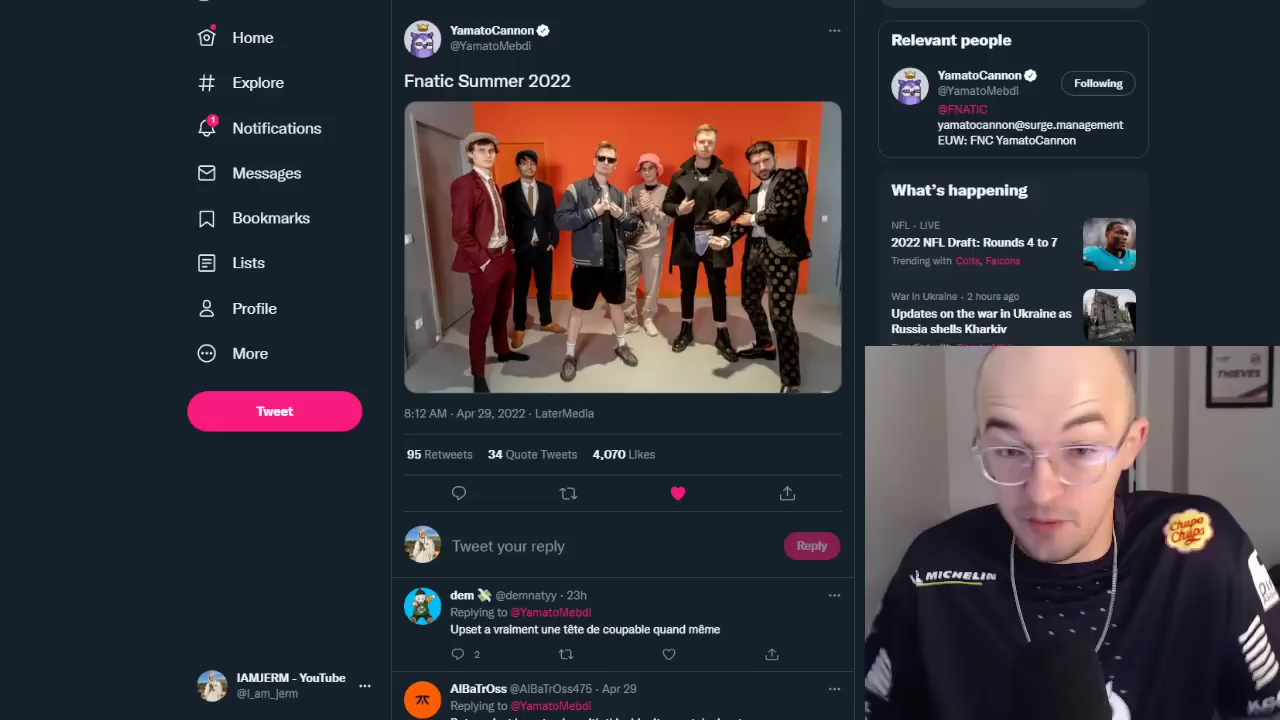 Home
Explore
Notifications
1
Messages
Bookmarks
Lists
Profile
More
Tweet
IAMJERM - YouTube
@I_am_jerm
YamatoCannon
@YamatoMebdi
Fnatic Summer 2022
8:12 AM · Apr 29, 2022 · LaterMedia
95 Retweets 34 Quote Tweets 4,070 Likes
Tweet your reply
Reply
dem @demnatyy · 23h
Replying to @YamatoMebdi
Upset a vraiment une tête de coupable quand même
2
AlBaTrOss @AlBaTrOss475 · Apr 29
Replying to @YamatoMebdi
Relevant people
YamatoCannon
@YamatoMebdi
Following
@FNATIC
yamatocannon@surge.management
EUW: FNC YamatoCannon
What's happening
NFL · LIVE
2022 NFL Draft: Rounds 4 to 7
Trending with Colts, Falcons
War in Ukraine · 2 hours ago
Updates on the war in Ukraine as
Russia shells Kharkiv
THIEVES
Chupa
Chups
MICHELIN